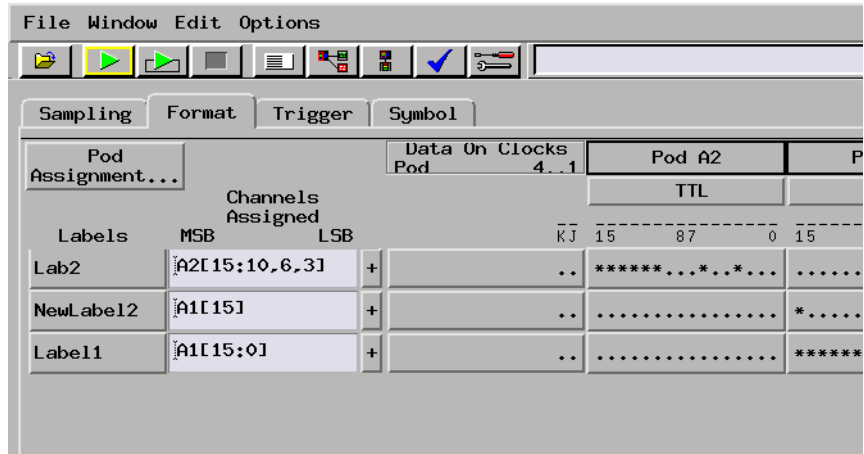 File Window Edit Options
Sampling Format Trigger Symbol
Pod Assignment...
Data On Clocks
Pod 4..1
Pod A2
P
TTL
Channels
Assigned
Labels MSB LSB
KJ 15 87 0 15
Lab2 A2[15:10,6,3] + .. ******...*..*... ......
NewLabel2 A1[15] + .. ................ *.....
Label1 A1[15:0] + .. ................ ******